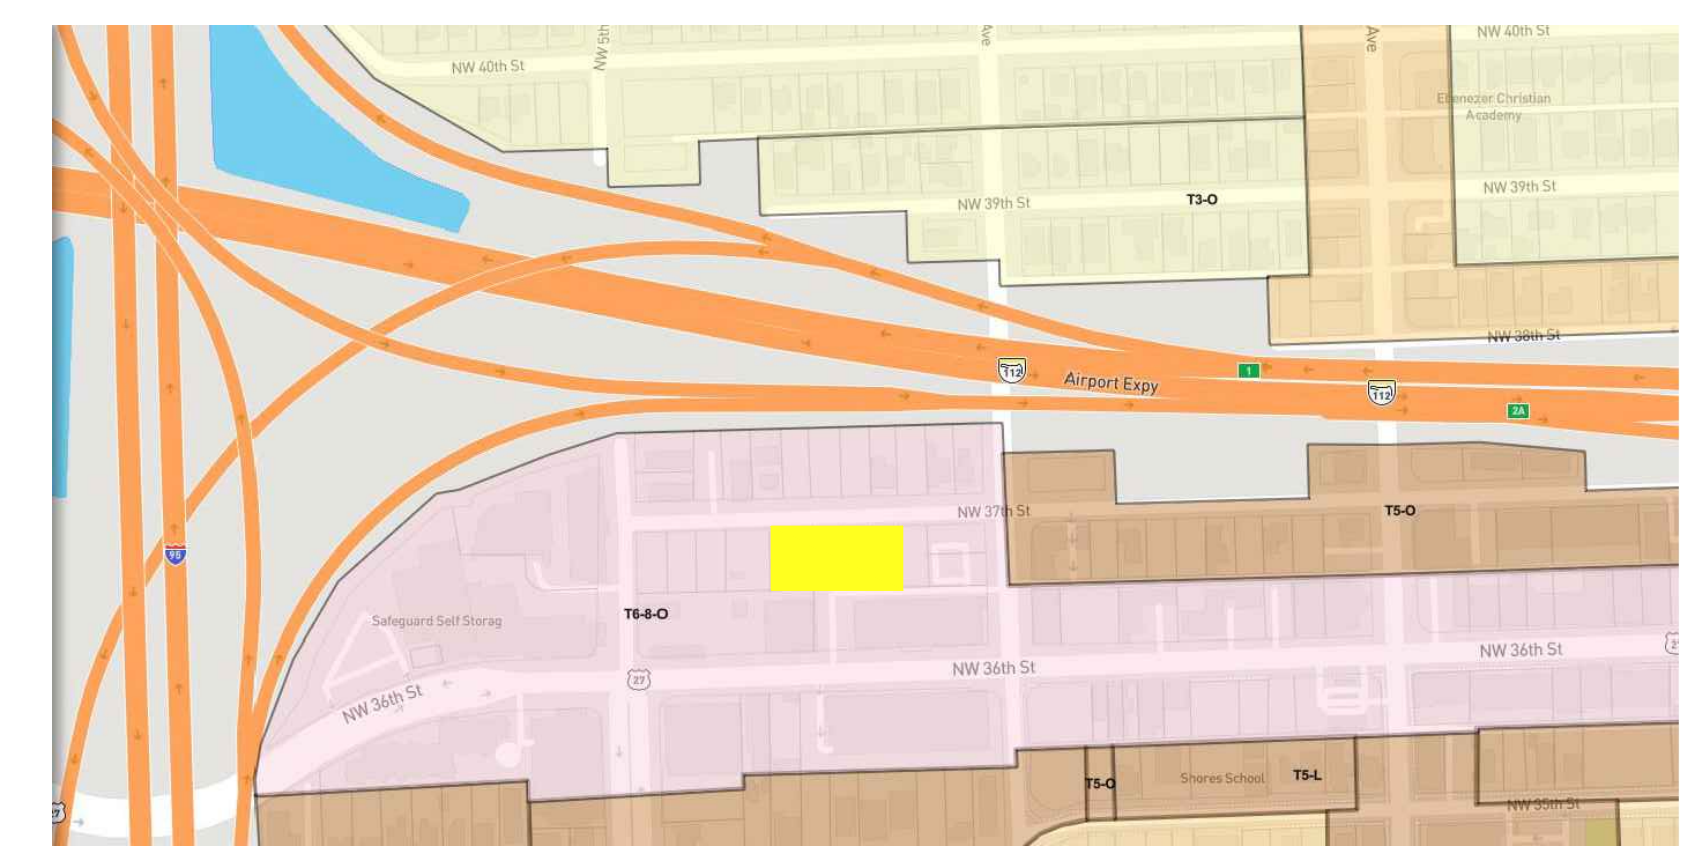 NW 5th
Ave
Ave
NW 40th St
NW 40th St
Ebenezer Christian
Academy
NW 39th St
T3-O
NW 39th St
NW 38th St
112
Airport Expy
1
112
2A
NW 37th St
T5-O
95
Safeguard Self Storag
T6-8-O
NW 36th St
NW 36th St
27
NW 36th St
T5-O
Shores School
T5-L
NW 35th St